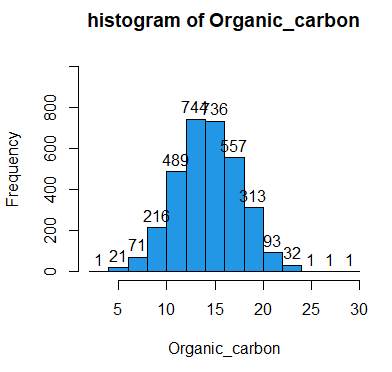 histogram of Organic_carbon
Frequency
0 200 400 600 800
1 21 71 216 489 744 736 557 313 93 32 1 1 1
5 10 15 20 25 30
Organic_carbon